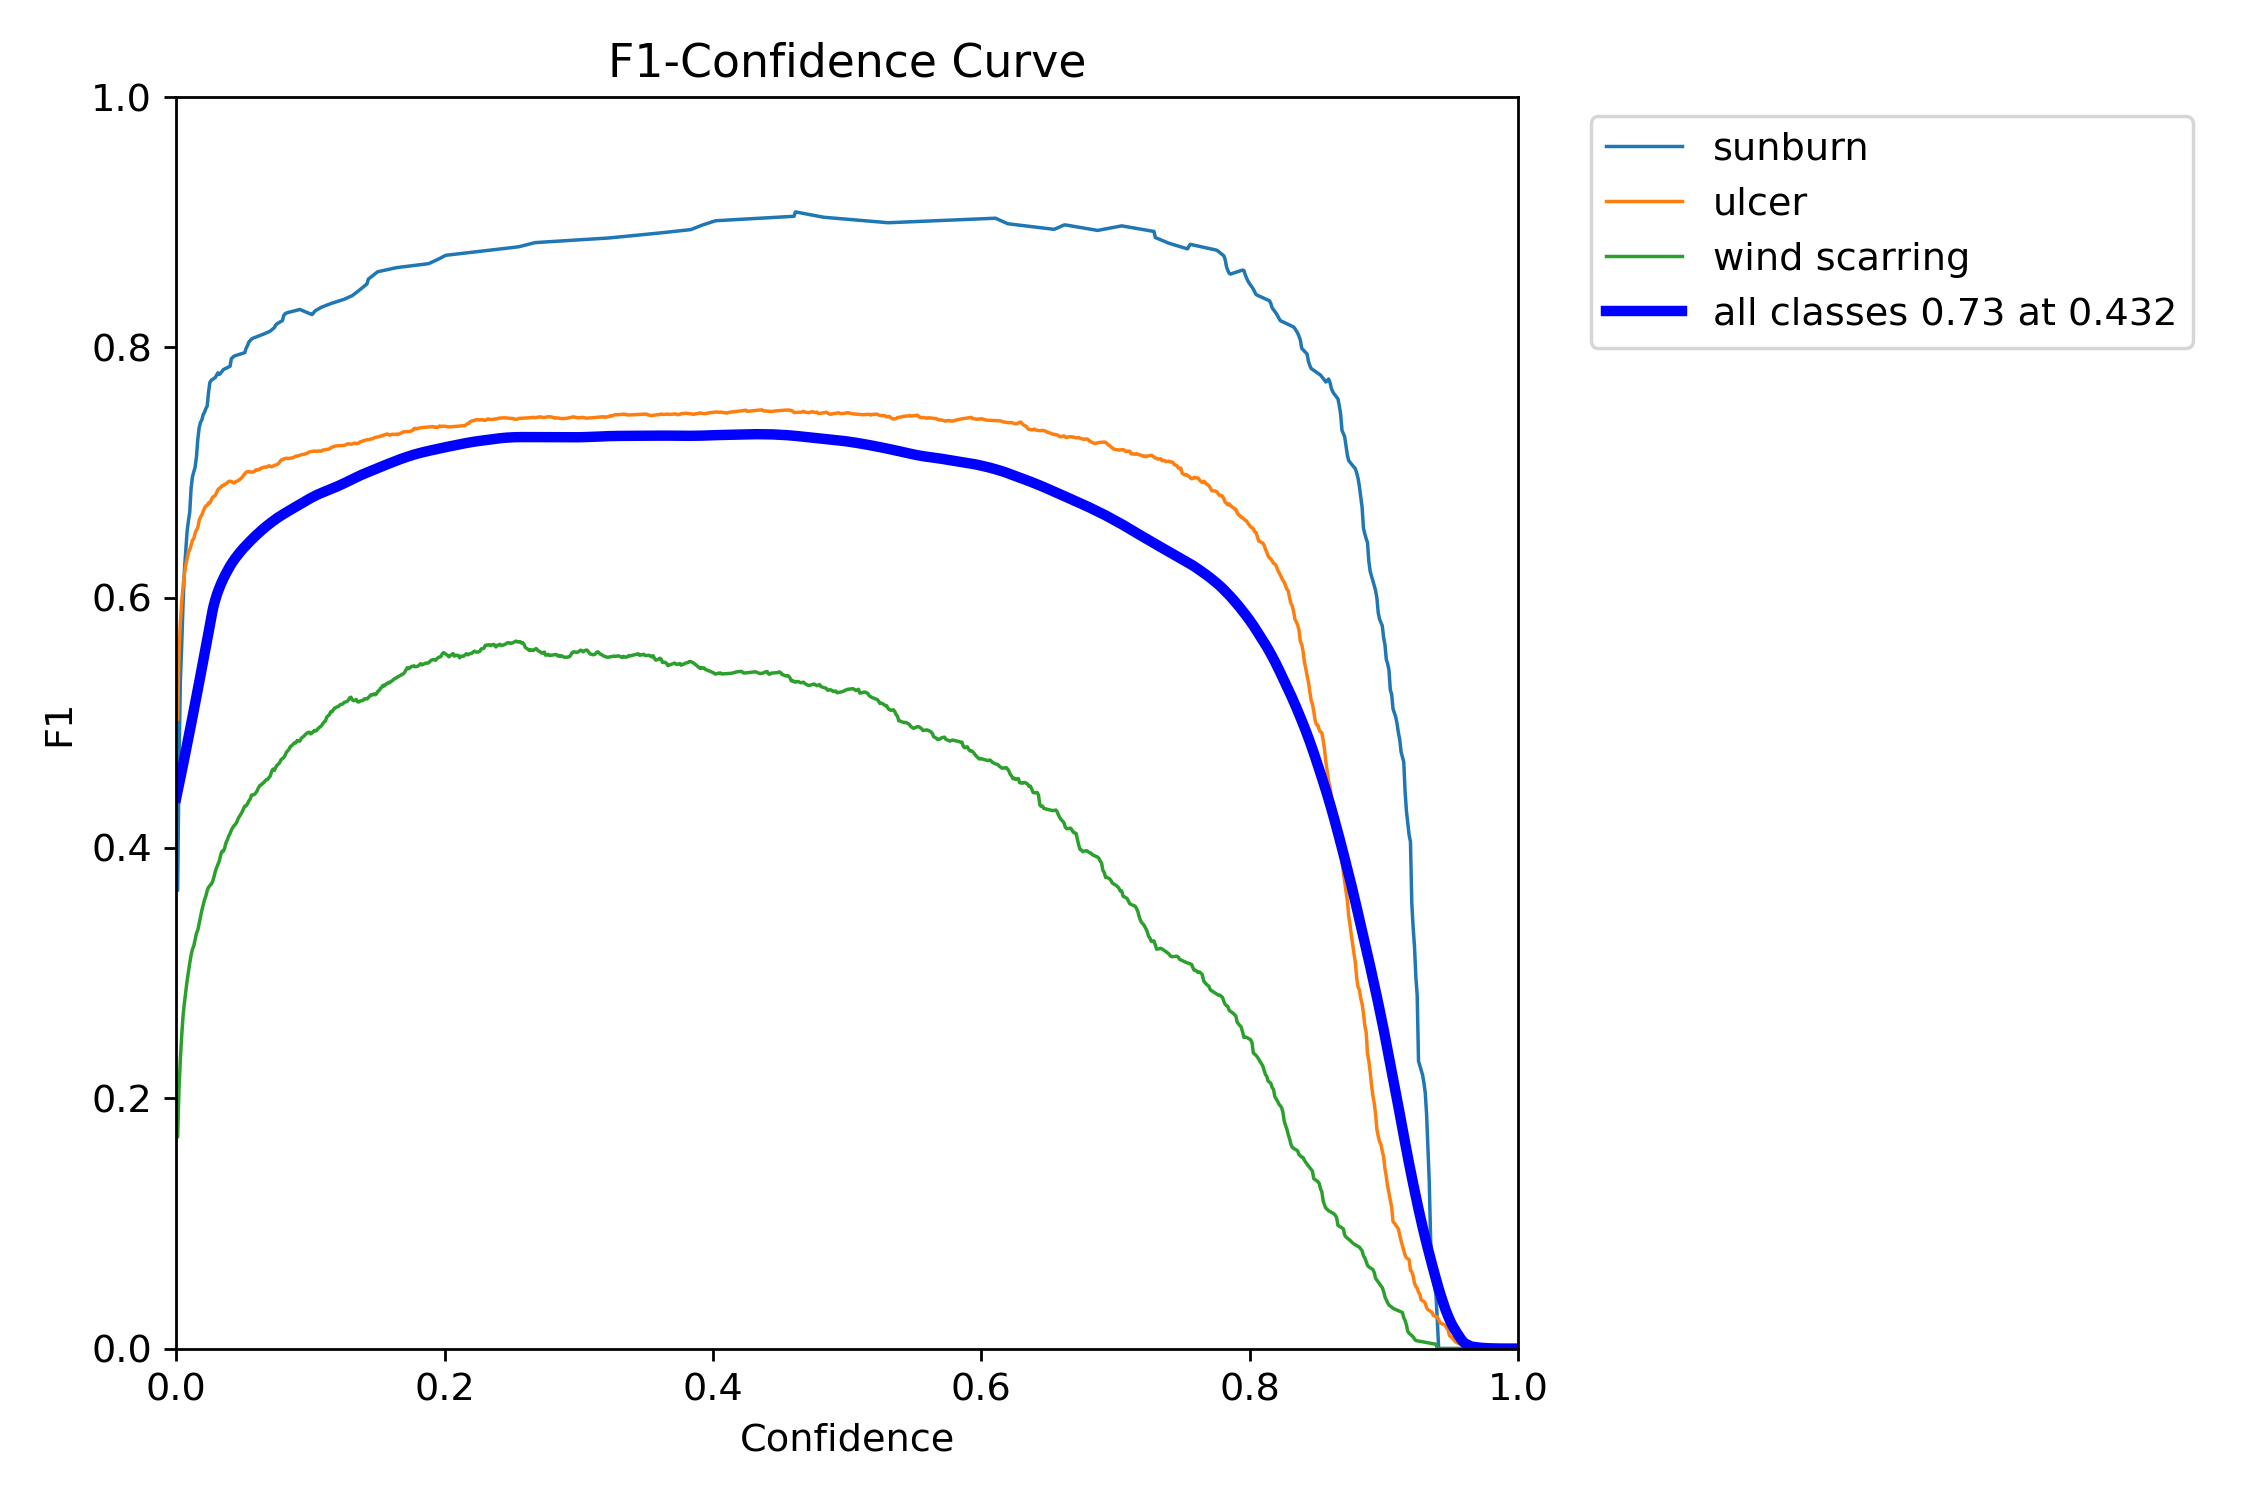 F1-Confidence Curve
1.0
0.8
0.6
0.4
0.2
0.0
F1
0.0 0.2 0.4 0.6 0.8 1.0
Confidence
sunburn
ulcer
wind scarring
all classes 0.73 at 0.432